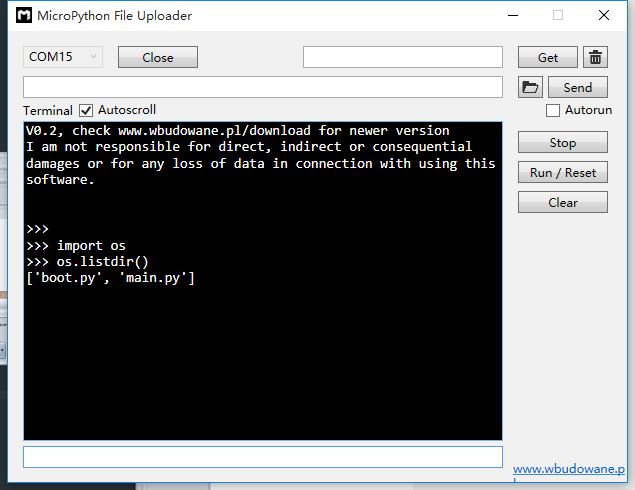 MicroPython File Uploader
COM15
Close
Get
Send
Terminal
Autoscroll
Autorun
V0.2, check www.wbudowane.pl/download for newer version
I am not responsible for direct, indirect or consequential
damages or for any loss of data in connection with using this
software.
>>>
>>> import os
>>> os.listdir()
['boot.py', 'main.py']
Stop
Run / Reset
Clear
www.wbudowane.p